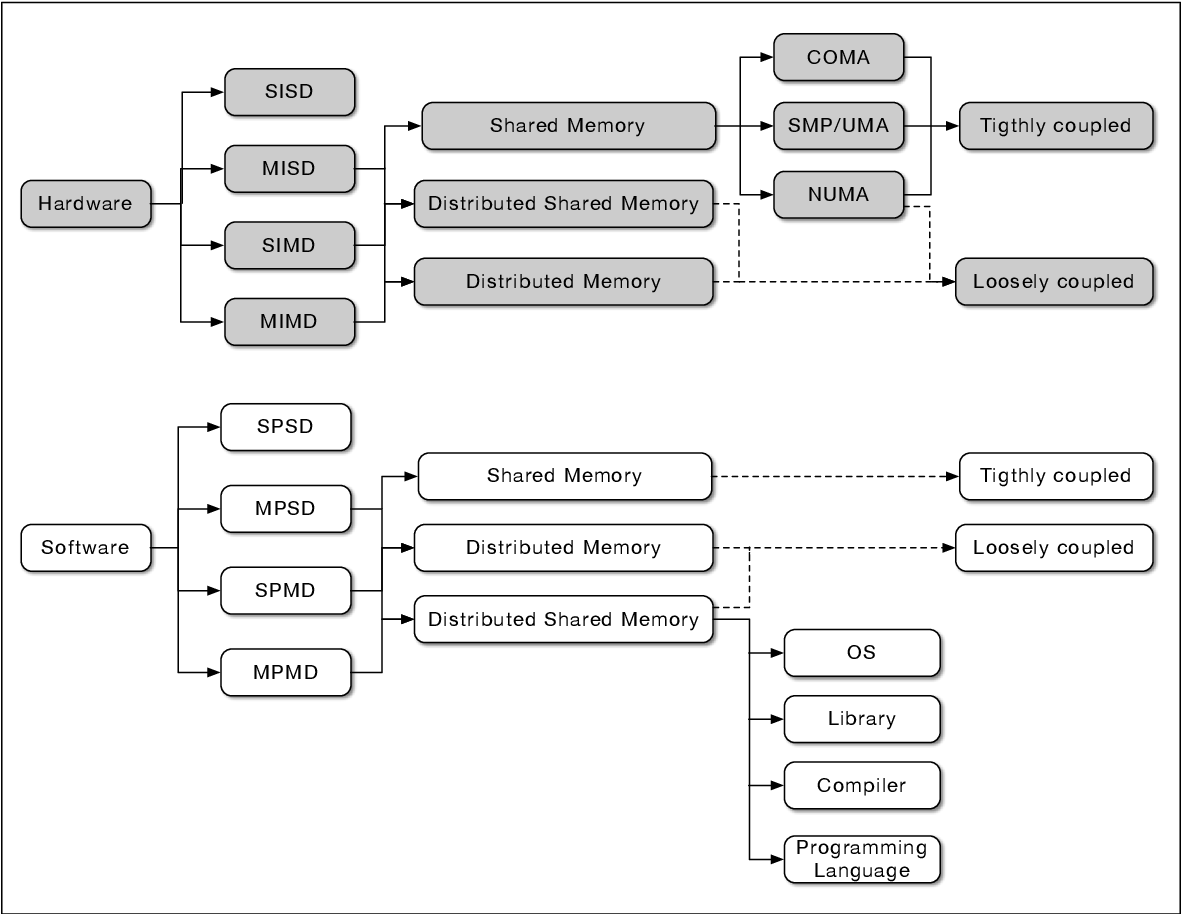 Hardware
SISD
MISD
SIMD
MIMD
Shared Memory
Distributed Shared Memory
Distributed Memory
COMA
SMP/UMA
NUMA
Tigthly coupled
Loosely coupled
Software
SPSD
MPSD
SPMD
MPMD
Shared Memory
Distributed Memory
Distributed Shared Memory
Tigthly coupled
Loosely coupled
OS
Library
Compiler
Programming
Language